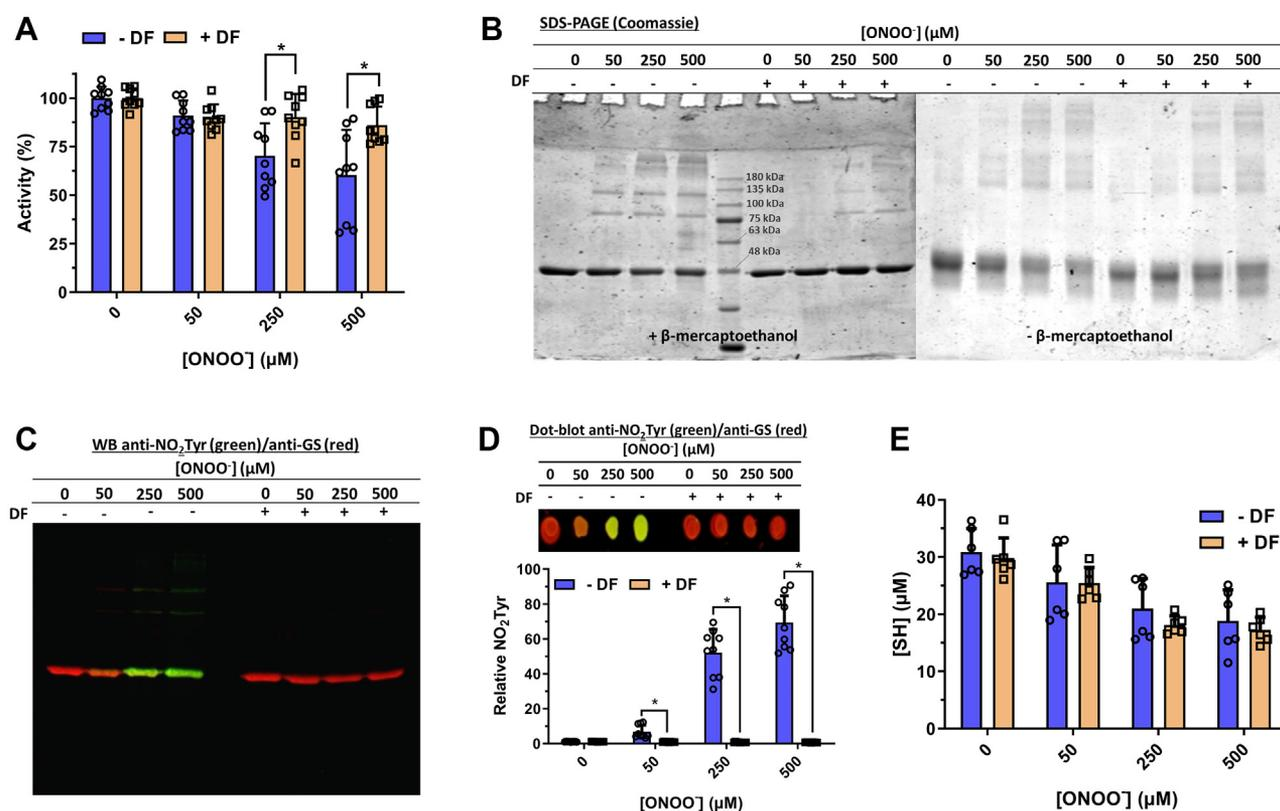 A
- DF + DF
Activity (%)
100
75
50
25
0
* *
0 50 250 500
[ONOO⁻] (µM)
B
SDS-PAGE (Coomassie)
[ONOO⁻] (µM)
0 50 250 500 0 50 250 500 0 50 250 500 0 50 250 500
DF - - - - + + + + - - - - + + + +
180 kDa
135 kDa
100 kDa
75 kDa
63 kDa
48 kDa
+ β-mercaptoethanol
- β-mercaptoethanol
C
WB anti-NO₂Tyr (green)/anti-GS (red)
[ONOO⁻] (µM)
0 50 250 500 0 50 250 500
DF - - - - + + + +
D
Dot-blot anti-NO₂Tyr (green)/anti-GS (red)
[ONOO⁻] (µM)
0 50 250 500 0 50 250 500
DF - - - - + + + +
Relative NO₂Tyr
- DF + DF
100
80
60
40
20
0
* * *
0 50 250 500
[ONOO⁻] (µM)
E
[SH] (µM)
- DF
+ DF
40
30
20
10
0
0 50 250 500
[ONOO⁻] (µM)